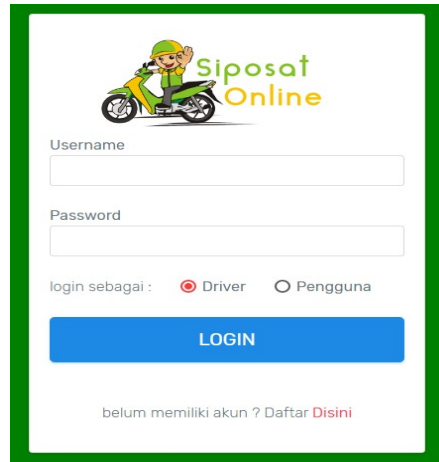 Siposat
Online
Username
Password
login sebagai : Driver Pengguna
LOGIN
belum memiliki akun ? Daftar Disini